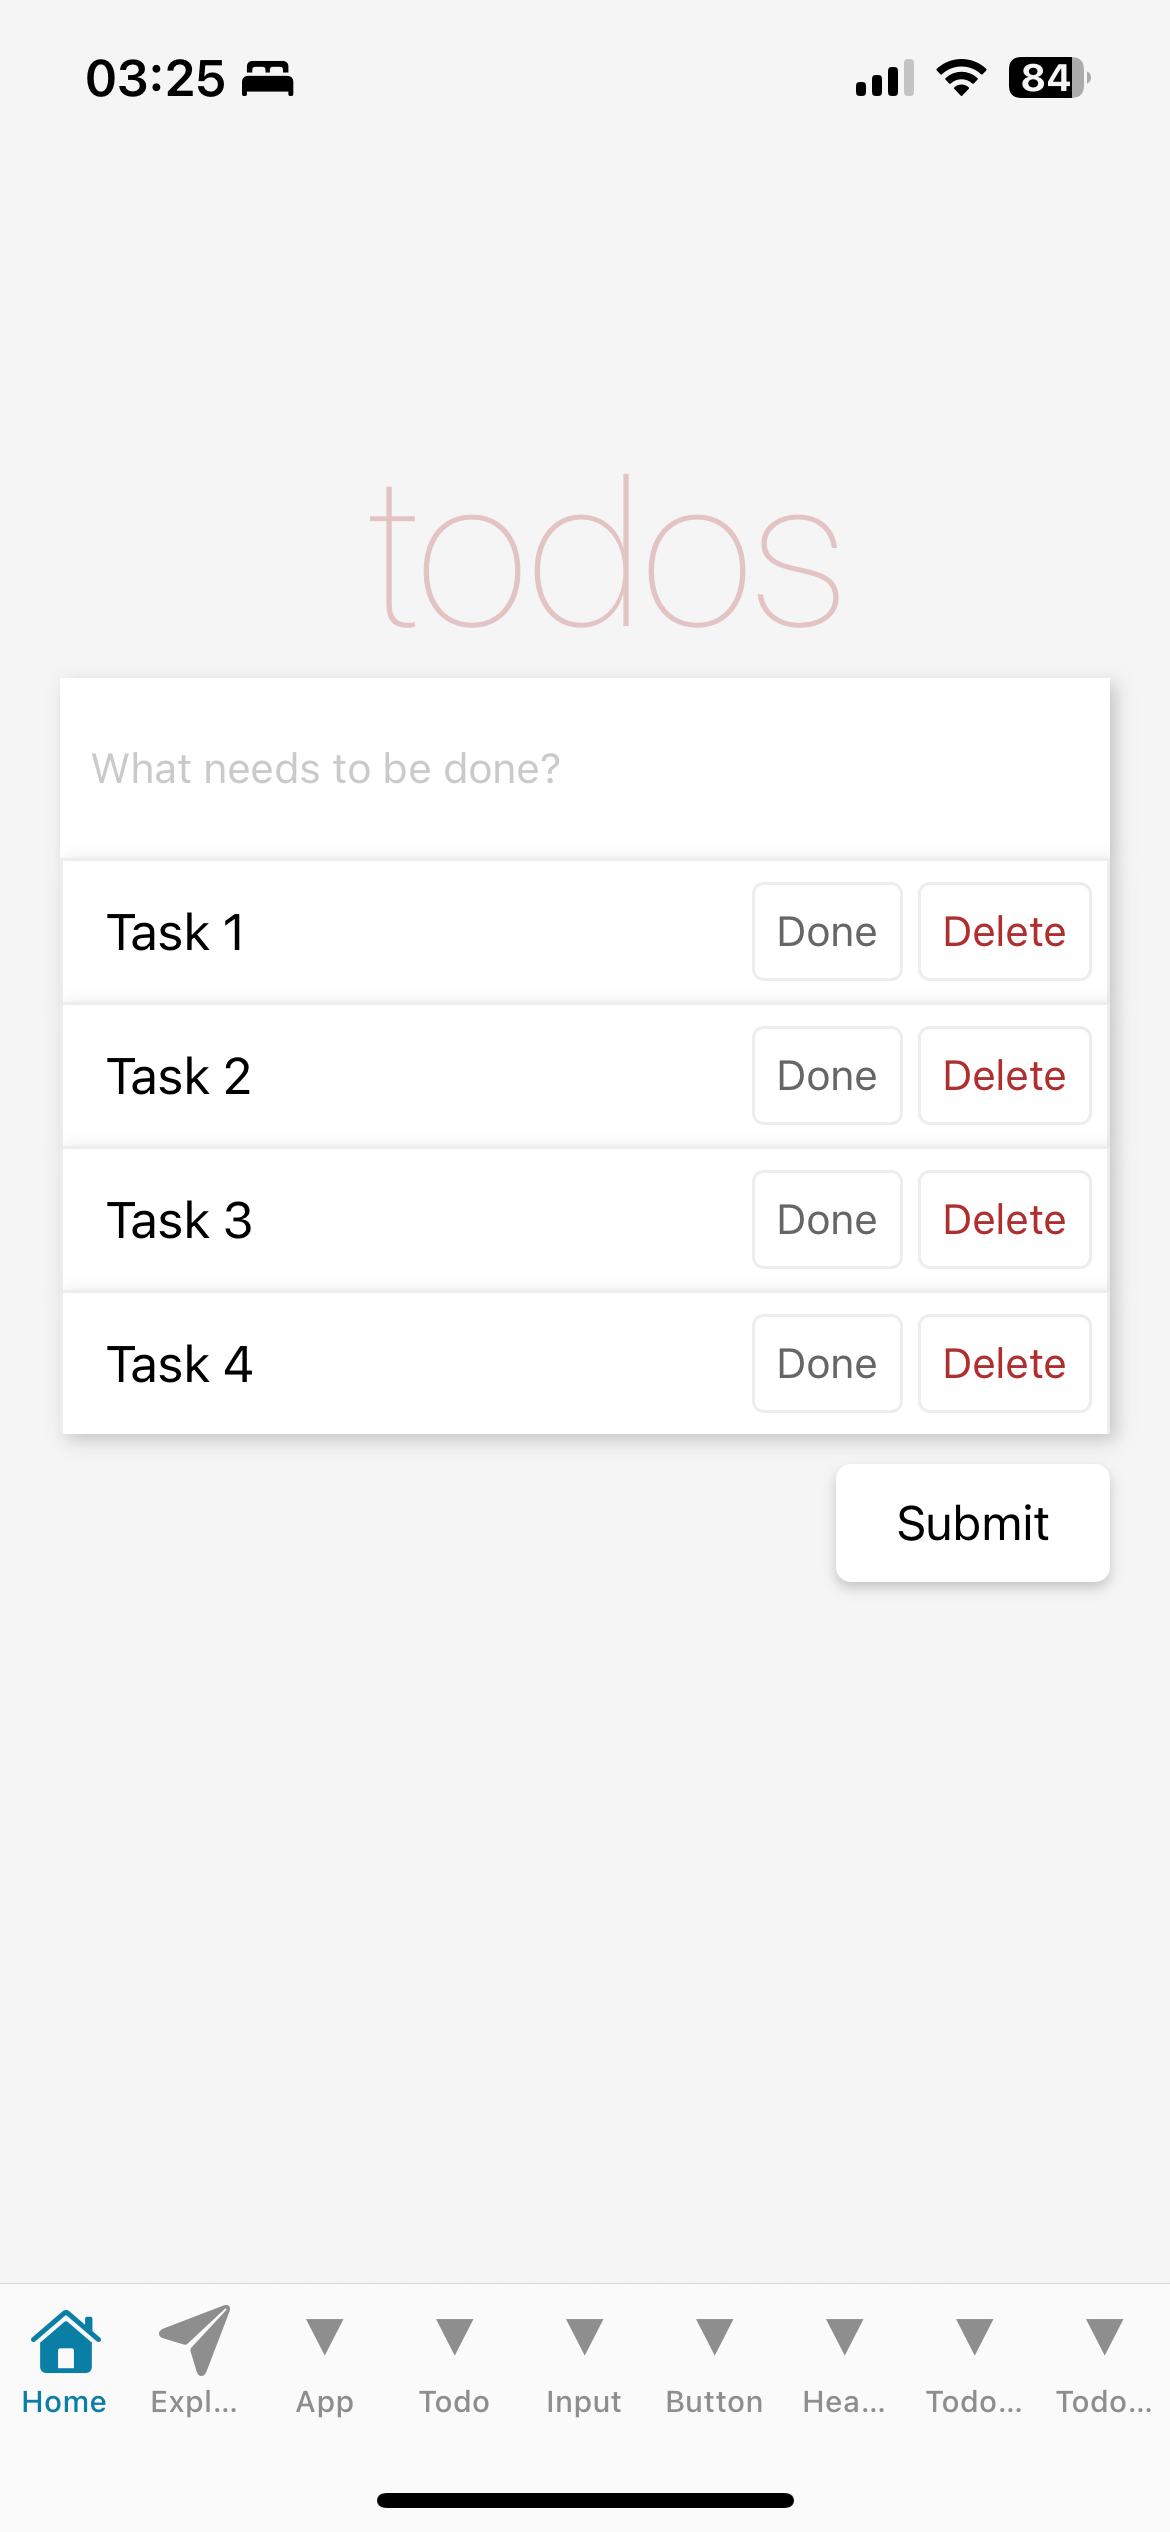 03:25 84
todos
What needs to be done?
Task 1 Done Delete
Task 2 Done Delete
Task 3 Done Delete
Task 4 Done Delete
Submit
Home Expl... App Todo Input Button Hea... Todo... Todo...